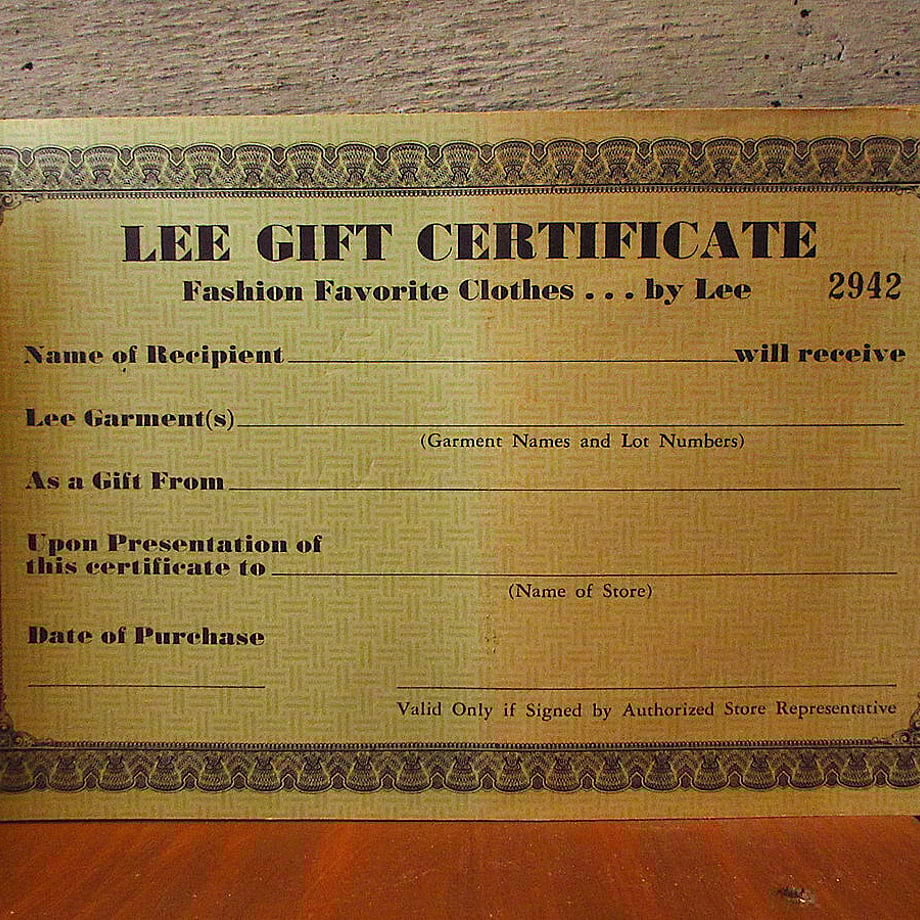 LEE GIFT CERTIFICATE
Fashion Favorite Clothes . . . by Lee 2942
Name of Recipient will receive
Lee Garment(s)
(Garment Names and Lot Numbers)
As a Gift From
Upon Presentation of
this certificate to
(Name of Store)
Date of Purchase
Valid Only if Signed by Authorized Store Representative